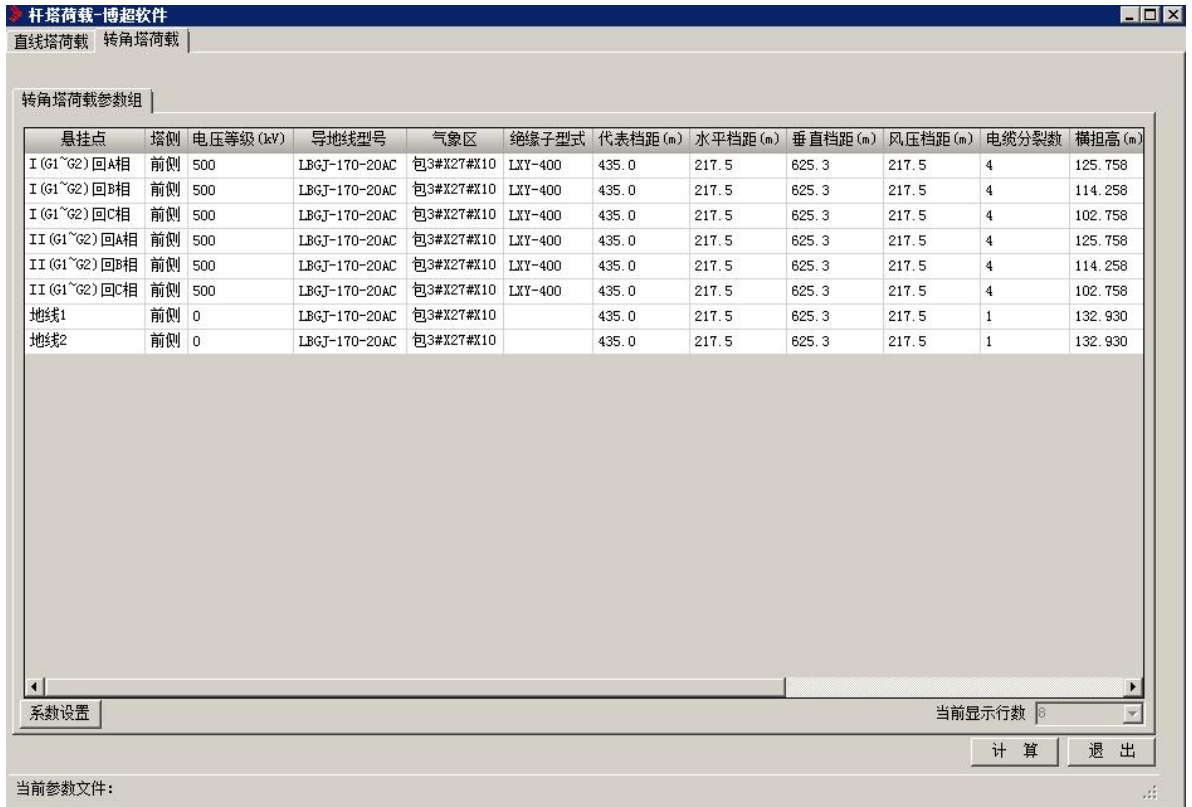 杆塔荷载-博超软件
直线塔荷载 转角塔荷载
转角塔荷载参数组
悬挂点 塔侧 电压等级(kV) 导地线型号 气象区 绝缘子型式 代表档距(m) 水平档距(m) 垂直档距(m) 风压档距(m) 电缆分裂数 横担高(m)
I(G1~G2)回A相 前侧 500 LBGJ-170-20AC 包3#X27#X10 LXY-400 435.0 217.5 625.3 217.5 4 125.758
I(G1~G2)回B相 前侧 500 LBGJ-170-20AC 包3#X27#X10 LXY-400 435.0 217.5 625.3 217.5 4 114.258
I(G1~G2)回C相 前侧 500 LBGJ-170-20AC 包3#X27#X10 LXY-400 435.0 217.5 625.3 217.5 4 102.758
II(G1~G2)回A相 前侧 500 LBGJ-170-20AC 包3#X27#X10 LXY-400 435.0 217.5 625.3 217.5 4 125.758
II(G1~G2)回B相 前侧 500 LBGJ-170-20AC 包3#X27#X10 LXY-400 435.0 217.5 625.3 217.5 4 114.258
II(G1~G2)回C相 前侧 500 LBGJ-170-20AC 包3#X27#X10 LXY-400 435.0 217.5 625.3 217.5 4 102.758
地线1 前侧 0 LBGJ-170-20AC 包3#X27#X10 435.0 217.5 625.3 217.5 1 132.930
地线2 前侧 0 LBGJ-170-20AC 包3#X27#X10 435.0 217.5 625.3 217.5 1 132.930
系数设置 当前显示行数 8
计 算 退 出
当前参数文件: